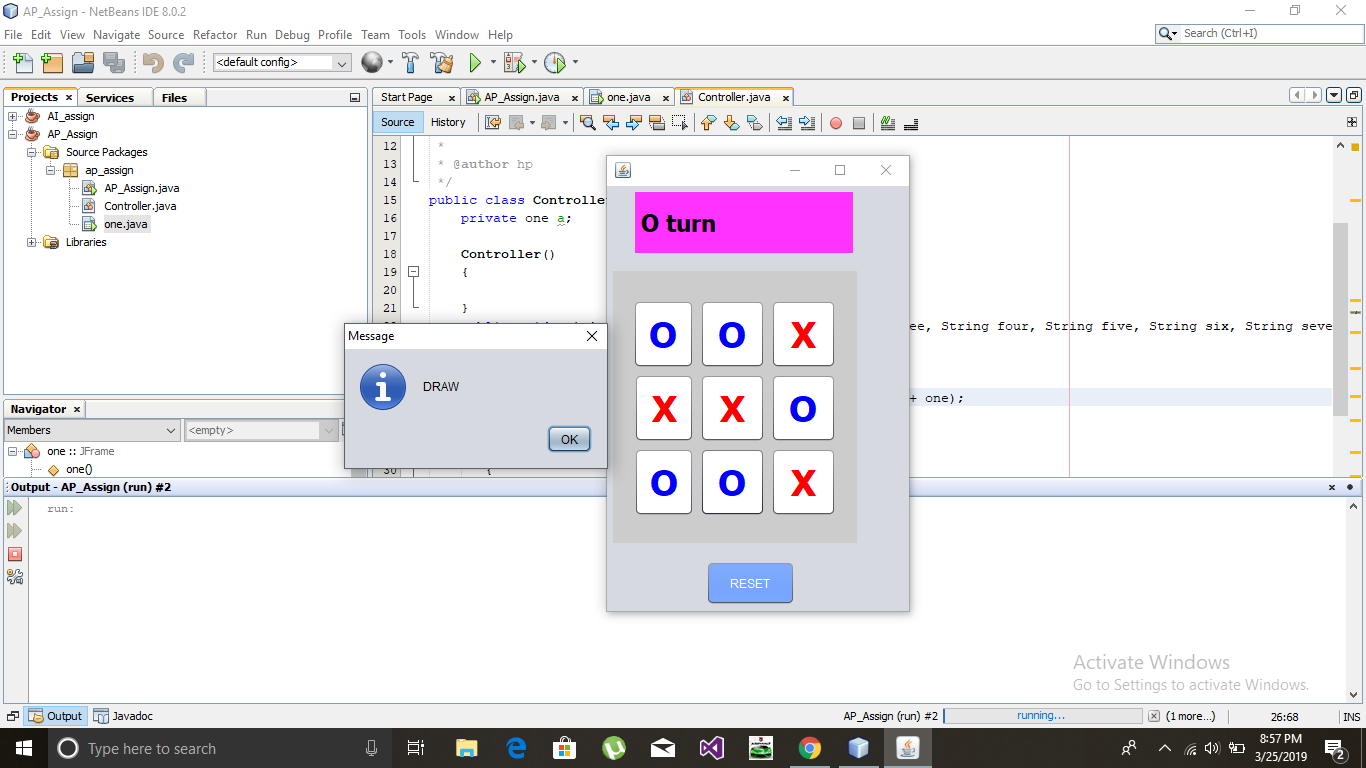 AP_Assign - NetBeans IDE 8.0.2
File Edit View Navigate Source Refactor Run Debug Profile Team Tools Window Help
Search (Ctrl+I)
<default config>
Projects
Services
Files
AI_assign
AP_Assign
Source Packages
ap_assign
AP_Assign.java
Controller.java
one.java
Libraries
Start Page
AP_Assign.java
one.java
Controller.java
Source
History
12 *
13 * @author hp
14 */
15 public class Controlle
16 private one a;
17
18 Controller()
19 {
20
21 }
ee, String four, String five, String six, String seve
+ one);
30 {
O turn
O O X
X X O
O O X
RESET
Message
DRAW
OK
Navigator
Members
<empty>
one :: JFrame
one()
Output - AP_Assign (run) #2
run:
Activate Windows
Go to Settings to activate Windows.
Output
Javadoc
AP_Assign (run) #2
running...
(1 more...)
26:68
INS
Type here to search
8:57 PM
3/25/2019
2